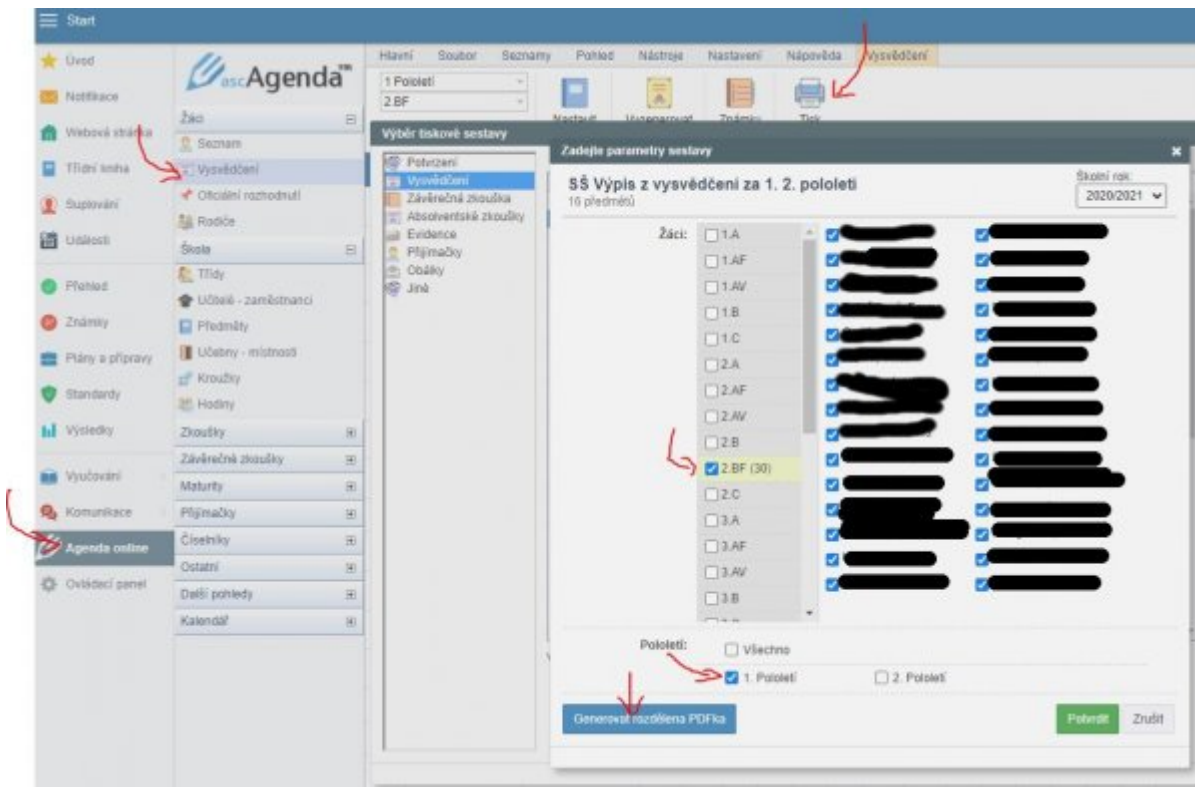 Start
Úvod
Notifikace
Webová stránka
Třídní kniha
Suplování
Události
Přehled
Známky
Plány a přípravy
Standardy
Výsledky
Vyučování
Komunikace
Agenda online
Ovládací panel
ascAgenda™
Žáci
Seznam
Vysvědčení
Oficiální rozhodnutí
Rodiče
Škola
Třídy
Učitelé - zaměstnanci
Předměty
Učebny - místnosti
Kroužky
Hodiny
Zkoušky
Závěrečné zkoušky
Maturity
Přijímačky
Číselníky
Ostatní
Další pohledy
Kalendář
Hlavní Soubor Seznamy Pohled Nástroje Nastavení Nápověda Vysvědčení
1 Pololetí
2.BF
Nastavit Vygenerovat Známky Tisk
Výběr tiskové sestavy
Potvrzení
Vysvědčení
Závěrečná zkouška
Absolventské zkoušky
Evidence
Přijímačky
Obálky
Jiné
Zadejte parametry sestavy
SŠ Výpis z vysvědčení za 1. 2. pololetí
16 předmětů
Školní rok:
2020/2021
Žáci:
1.A
1.AF
1.AV
1.B
1.C
2.A
2.AF
2.AV
2.B
2.BF (30)
2.C
3.A
3.AF
3.AV
3.B
Pololetí:
Všechno
1. Pololetí 2. Pololetí
Generovat rozdělena PDFka
Potvrdit Zrušit